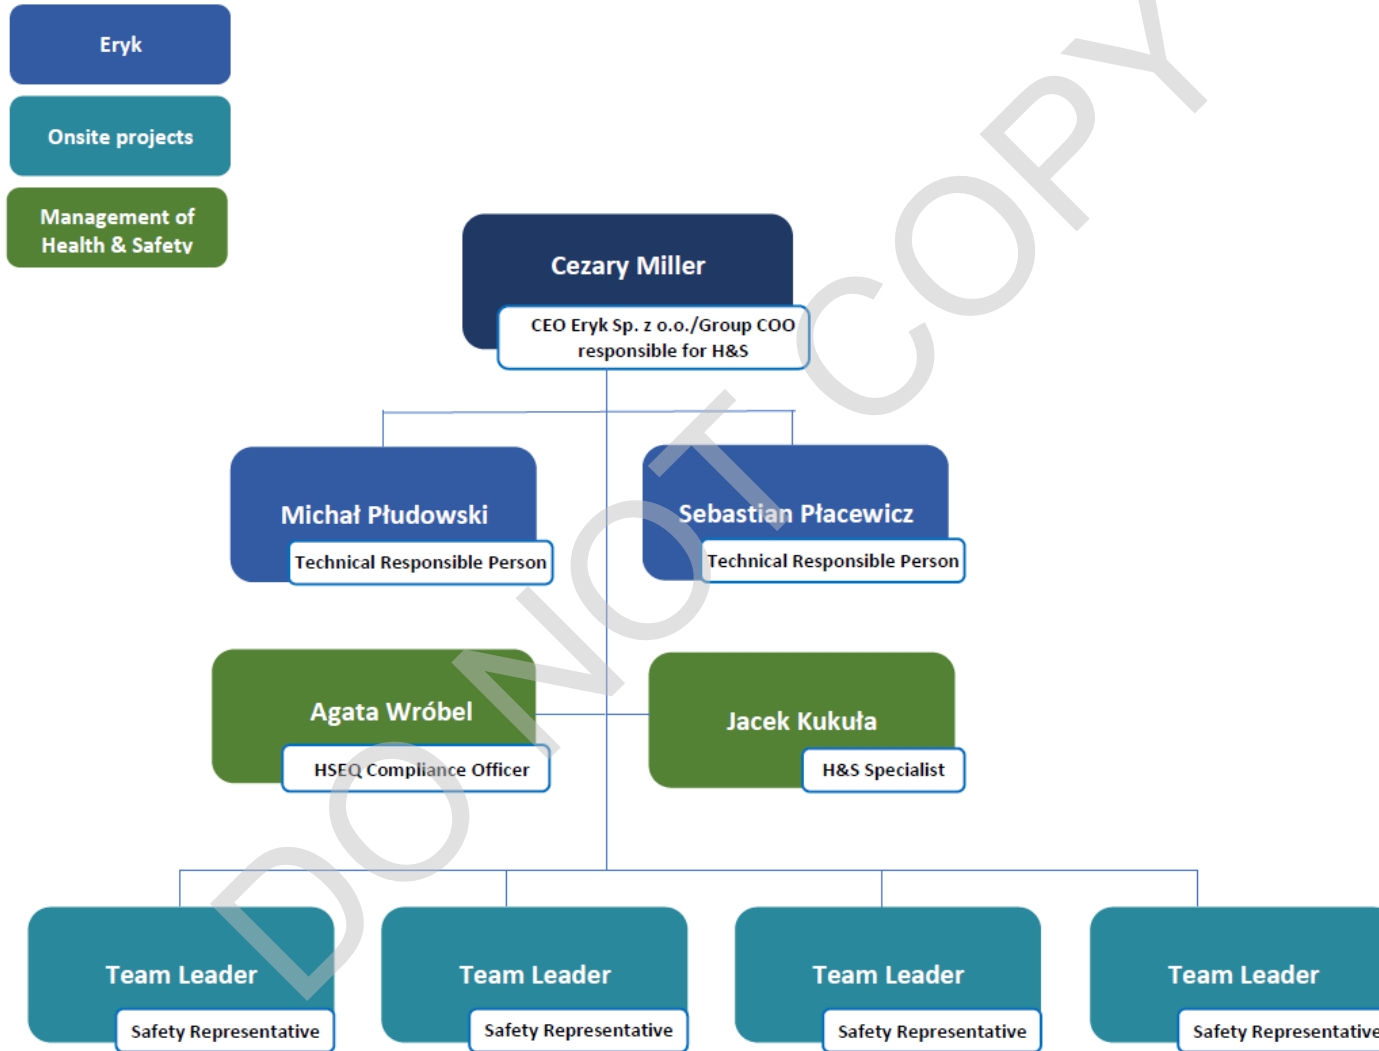 Eryk
Onsite projects
Management of
Health & Safety
Cezary Miller
CEO Eryk Sp. z o.o./Group COO
responsible for H&S
Michał Płudowski
Technical Responsible Person
Sebastian Płacewicz
Technical Responsible Person
Agata Wróbel
HSEQ Compliance Officer
Jacek Kukuła
H&S Specialist
Team Leader
Safety Representative
Team Leader
Safety Representative
Team Leader
Safety Representative
Team Leader
Safety Representative
DO NOT COPY